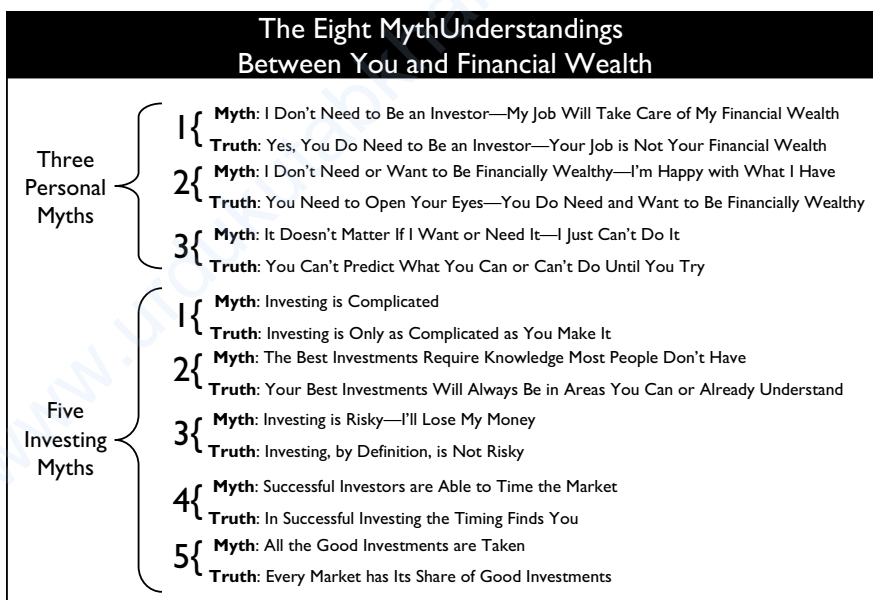 The Eight MythUnderstandings
Between You and Financial Wealth
Three
Personal
Myths
1{
Myth: I Don't Need to Be an Investor—My Job Will Take Care of My Financial Wealth
Truth: Yes, You Do Need to Be an Investor—Your Job is Not Your Financial Wealth
2{
Myth: I Don't Need or Want to Be Financially Wealthy—I'm Happy with What I Have
Truth: You Need to Open Your Eyes—You Do Need and Want to Be Financially Wealthy
3{
Myth: It Doesn't Matter If I Want or Need It—I Just Can't Do It
Truth: You Can't Predict What You Can or Can't Do Until You Try
Five
Investing
Myths
1{
Myth: Investing is Complicated
Truth: Investing is Only as Complicated as You Make It
2{
Myth: The Best Investments Require Knowledge Most People Don't Have
Truth: Your Best Investments Will Always Be in Areas You Can or Already Understand
3{
Myth: Investing is Risky—I'll Lose My Money
Truth: Investing, by Definition, is Not Risky
4{
Myth: Successful Investors are Able to Time the Market
Truth: In Successful Investing the Timing Finds You
5{
Myth: All the Good Investments are Taken
Truth: Every Market has Its Share of Good Investments